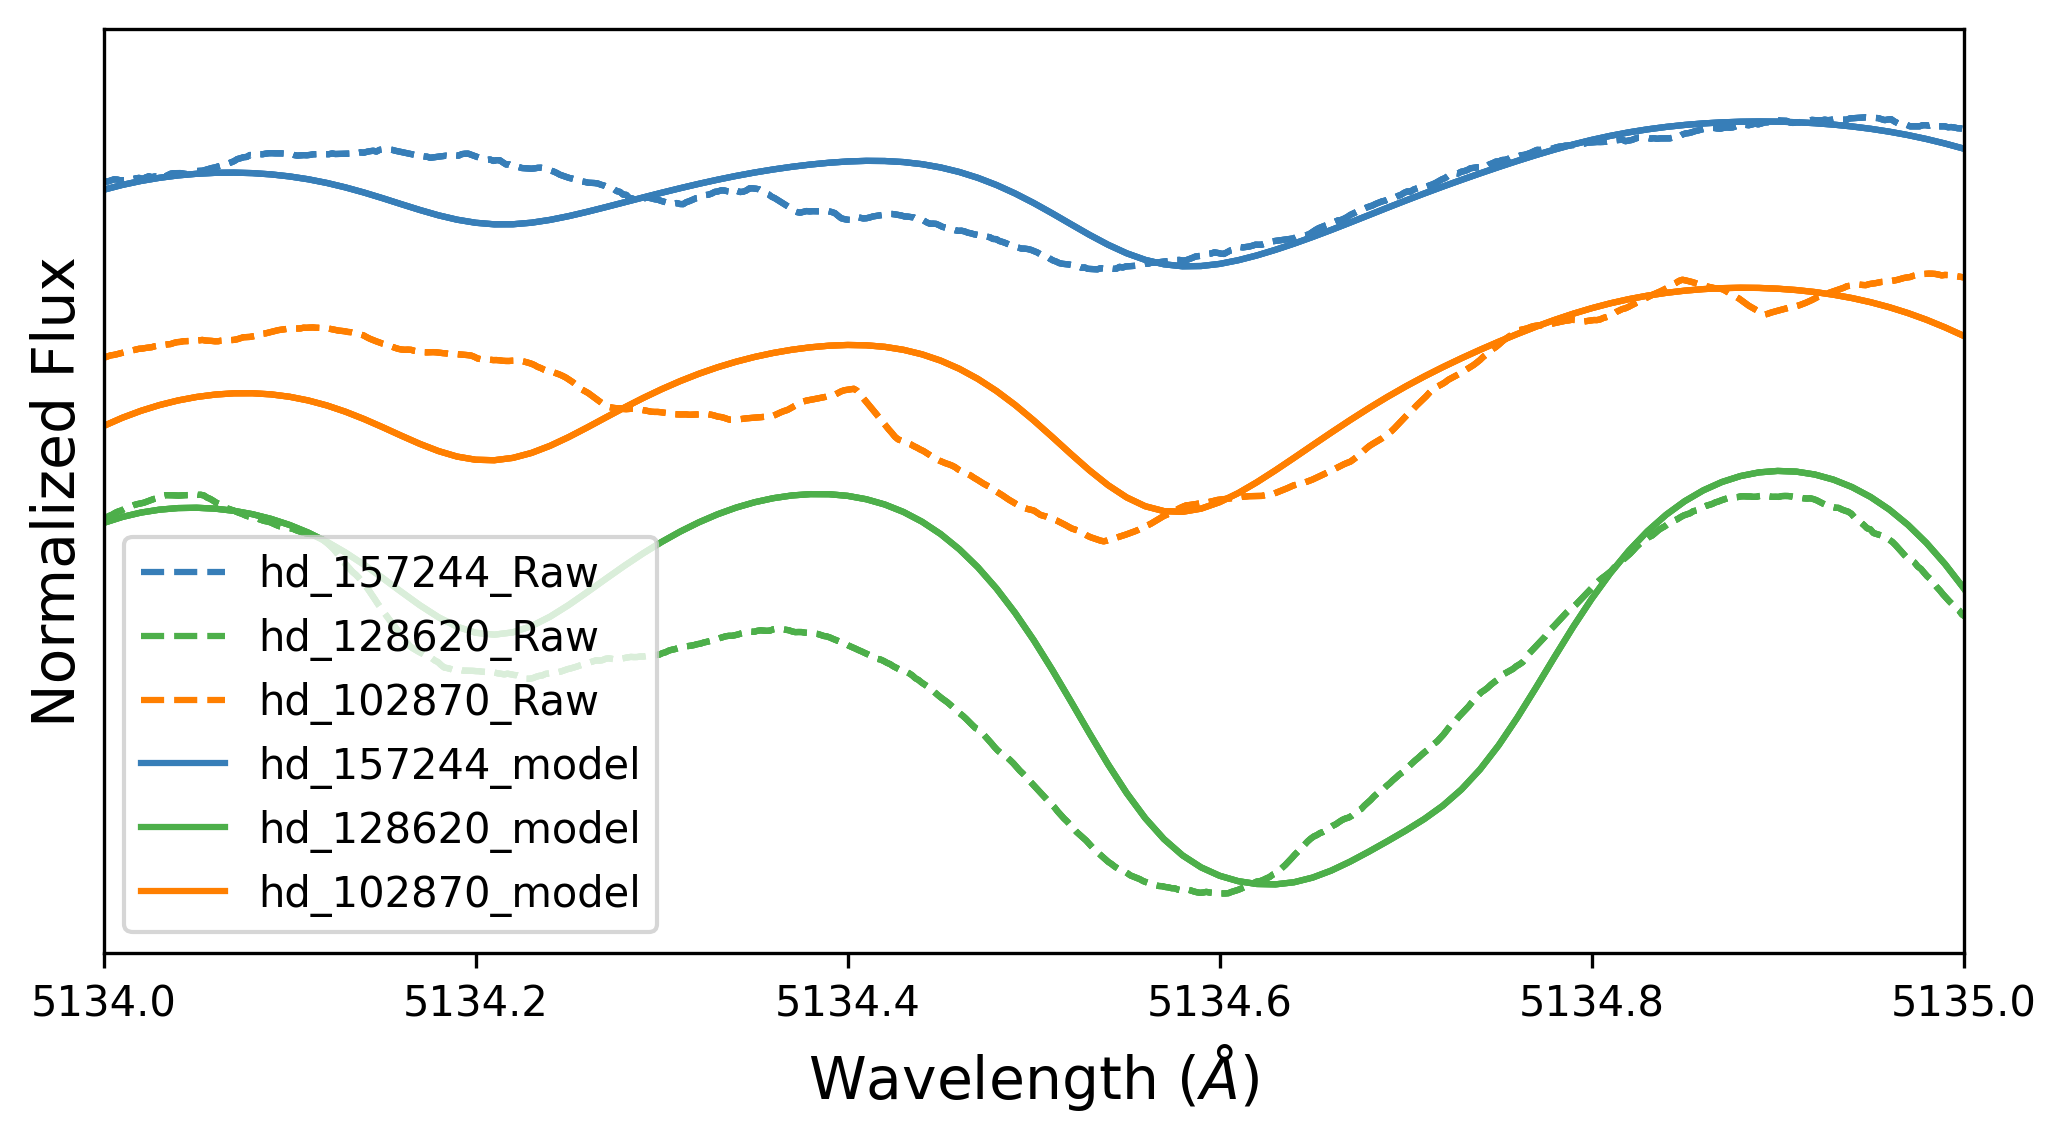 Normalized Flux
hd_157244_Raw
hd_128620_Raw
hd_102870_Raw
hd_157244_model
hd_128620_model
hd_102870_model
5134.0 5134.2 5134.4 5134.6 5134.8 5135.0
Wavelength (Å)